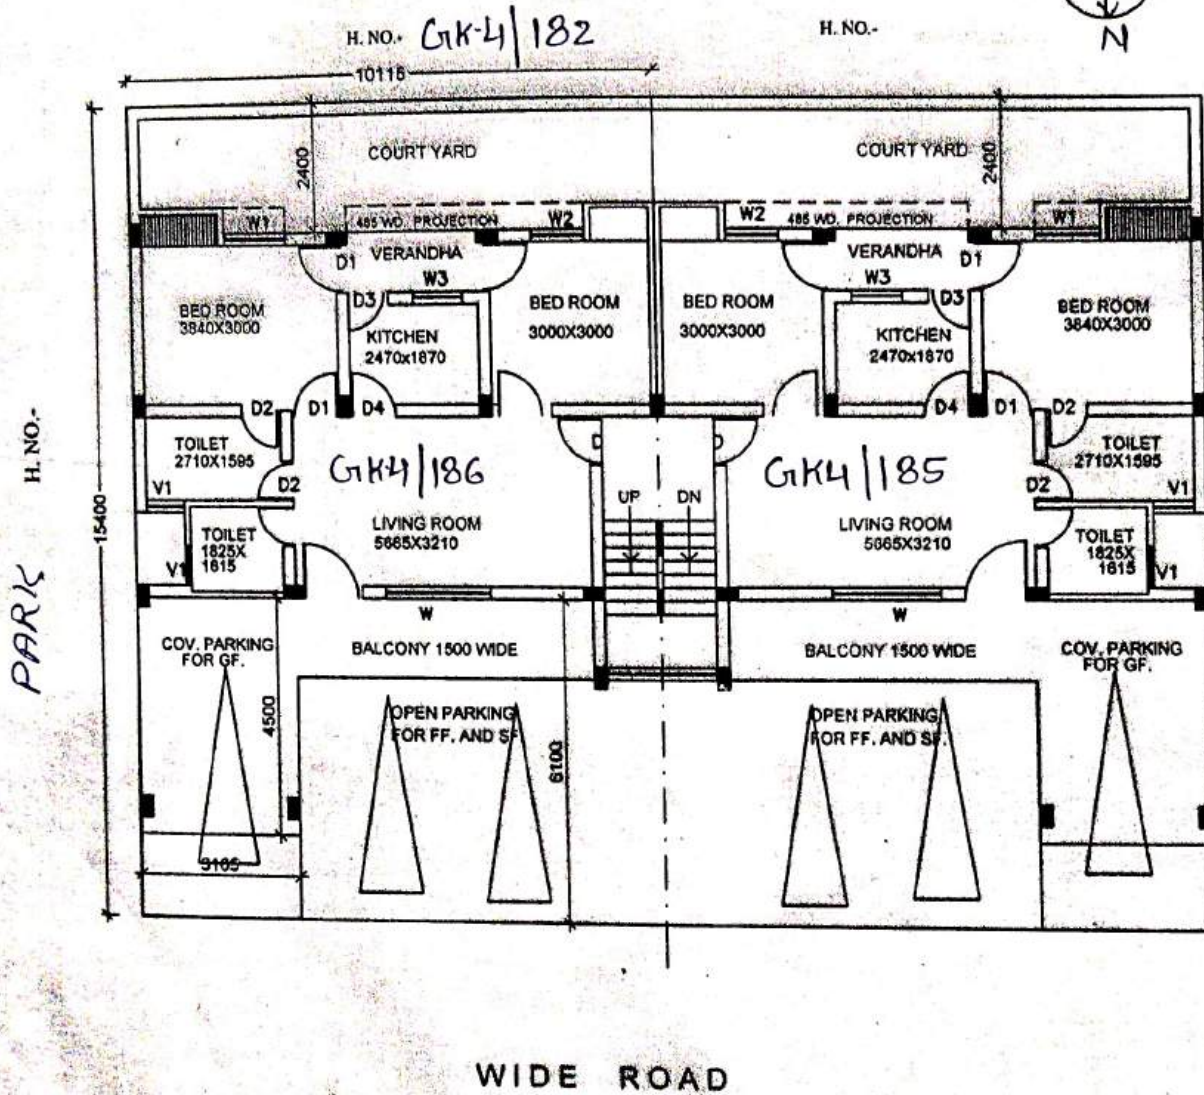 N
H. NO.- GK-4/182
H. NO.-
10115
2400
COURT YARD
COURT YARD
2400
W1
485 WD. PROJECTION
W2
W2
485 WD. PROJECTION
W1
D1
VERANDHA
W3
VERANDHA
W3
D1
BED ROOM
3840X3000
D3
KITCHEN
2470x1870
BED ROOM
3000X3000
BED ROOM
3000X3000
D3
KITCHEN
2470x1870
BED ROOM
3840X3000
D2
D1
D4
D4
D1
D2
H. NO.-
PARK
15400
TOILET
2710X1595
V1
D2
GK4/186
GK4/185
TOILET
2710X1595
V1
D2
UP
DN
TOILET
1825X
1615
V1
LIVING ROOM
5665X3210
LIVING ROOM
5665X3210
TOILET
1825X
1615
V1
W
W
COV. PARKING
FOR GF.
BALCONY 1500 WIDE
BALCONY 1500 WIDE
COV. PARKING
FOR GF.
4500
OPEN PARKING
FOR FF. AND SF.
6100
OPEN PARKING
FOR FF. AND SF.
3105
WIDE ROAD